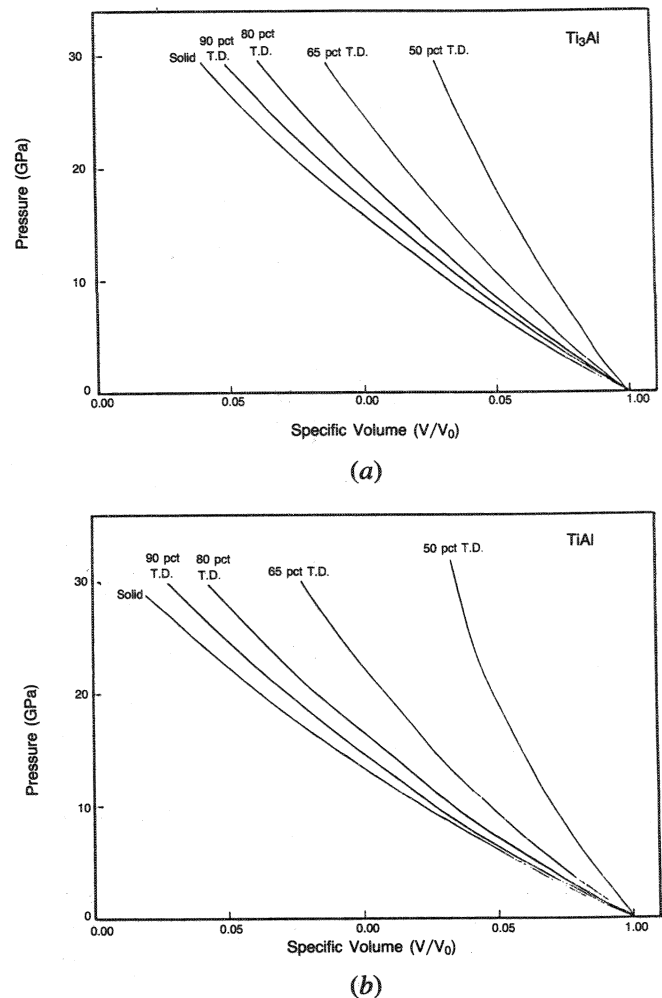 Ti₃Al
30
20
10
0
Pressure (GPa)
Solid
90 pct
T.D.
80 pct
T.D.
65 pct T.D.
50 pct T.D.
0.00
0.05
0.00
0.05
1.00
Specific Volume (V/V₀)
(a)
TiAl
30
20
10
0
Pressure (GPa)
Solid
90 pct
T.D.
80 pct
T.D.
65 pct T.D.
50 pct T.D.
0.00
0.05
0.00
0.05
1.00
Specific Volume (V/V₀)
(b)